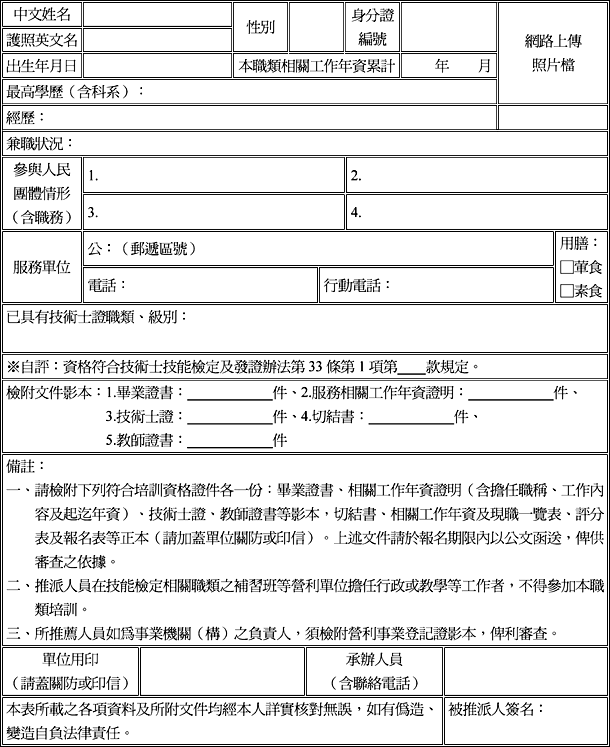 中文姓名
性別
身分證
編號
網路上傳
照片檔
護照英文名
出生年月日
本職類相關工作年資累計
年 月
最高學歷（含科系）：
經歷：
兼職狀況：
參與人民
團體情形
（含職務）
1.
2.
3.
4.
服務單位
公：（郵遞區號）
電話：
行動電話：
用膳：
□葷食
□素食
已具有技術士證職類、級別：
※自評：資格符合技術士技能檢定及發證辦法第 33 條第 1 項第____款規定。
檢附文件影本：1.畢業證書：____________件、2.服務相關工作年資證明：____________件、
3.技術士證：____________件、4.切結書：____________件、
5.教師證書：____________件
備註：
一、請檢附下列符合培訓資格證件各一份：畢業證書、相關工作年資證明（含擔任職稱、工作內
容及起迄年資）、技術士證、教師證書等影本，切結書、相關工作年資及現職一覽表、評分
表及報名表等正本（請加蓋單位關防或印信）。上述文件請於報名期限內以公文函送，俾供
審查之依據。
二、推派人員在技能檢定相關職類之補習班等營利單位擔任行政或教學等工作者，不得參加本職
類培訓。
三、所推薦人員如為事業機關（構）之負責人，須檢附營利事業登記證影本，俾利審查。
單位用印
（請蓋關防或印信）
承辦人員
（含聯絡電話）
本表所載之各項資料及所附文件均經本人詳實核對無誤，如有偽造、
變造自負法律責任。
被推派人簽名：